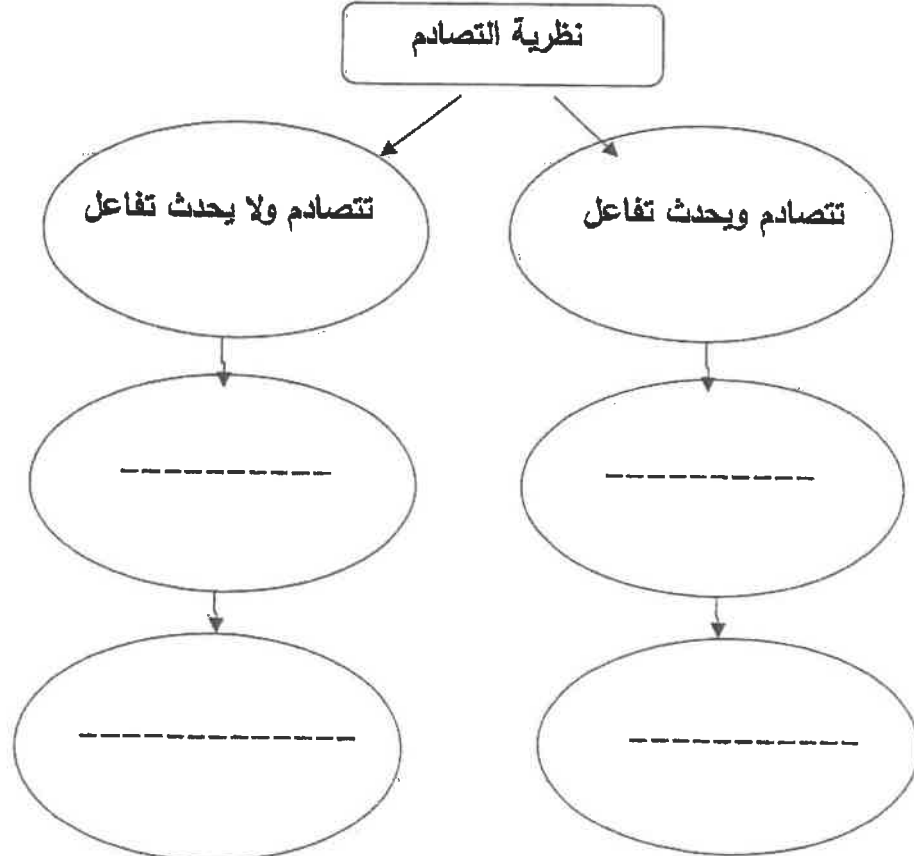 نظرية التصادم
تتصادم ويحدث تفاعل
تتصادم ولا يحدث تفاعل
----------
----------
-------------
-----------